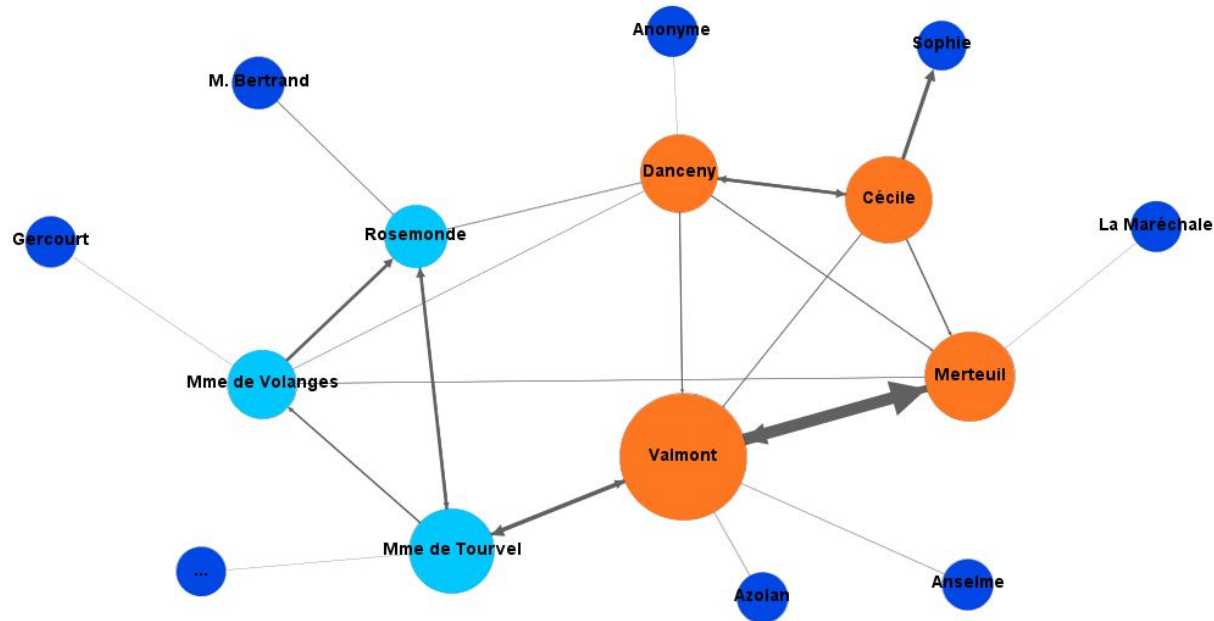 Anonyme
Sophie
M. Bertrand
Danceny
Cécile
Gercourt
Rosemonde
La Maréchale
Mme de Volanges
Merteuil
Valmont
Mme de Tourvel
...
Azolan
Anselme